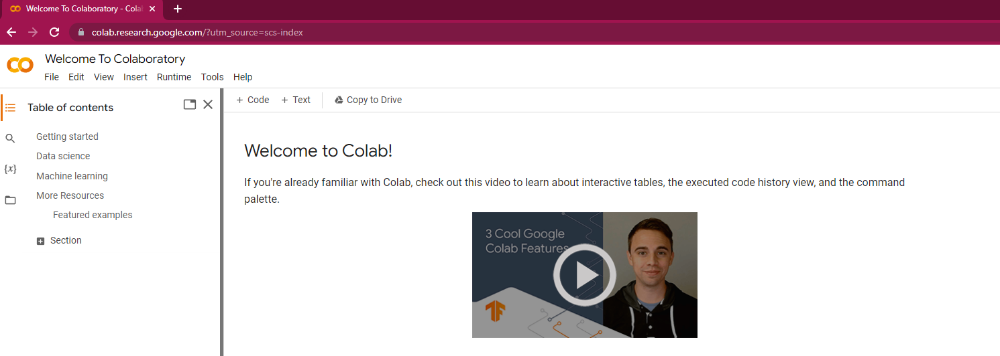 Welcome To Colaboratory - Cola
colab.research.google.com/?utm_source=scs-index
Welcome To Colaboratory
File Edit View Insert Runtime Tools Help
Table of contents
+ Code + Text Copy to Drive
Getting started
Data science
{x}
Machine learning
More Resources
Featured examples
Section
Welcome to Colab!
If you're already familiar with Colab, check out this video to learn about interactive tables, the executed code history view, and the command
palette.
3 Cool Google
Colab Features